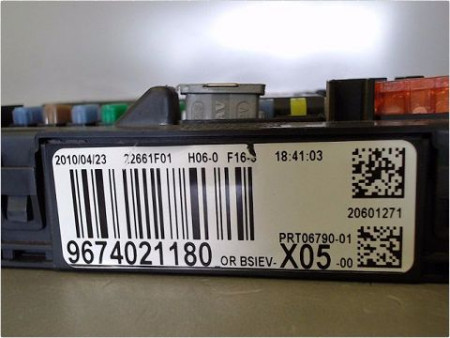 2010/04/23 22661F01 H06-0 F16-3 18:41:03
20601271
PRT06790-01
9674021180 OR BSIEV- X05 -00